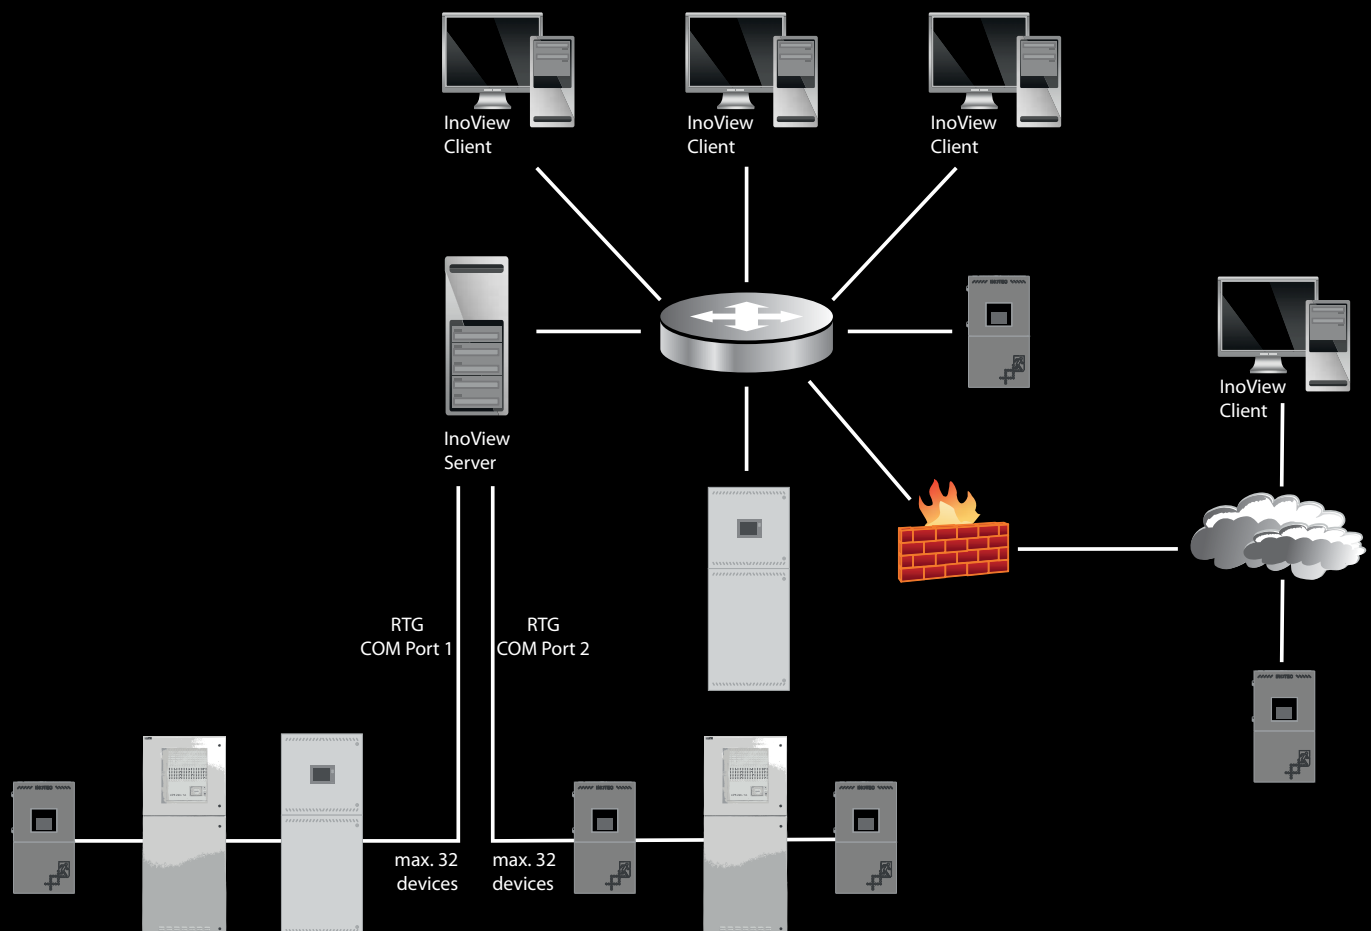 InoView
Client
InoView
Client
InoView
Client
InoView
Server
InoView
Client
RTG
COM Port 1
RTG
COM Port 2
max. 32
devices
max. 32
devices